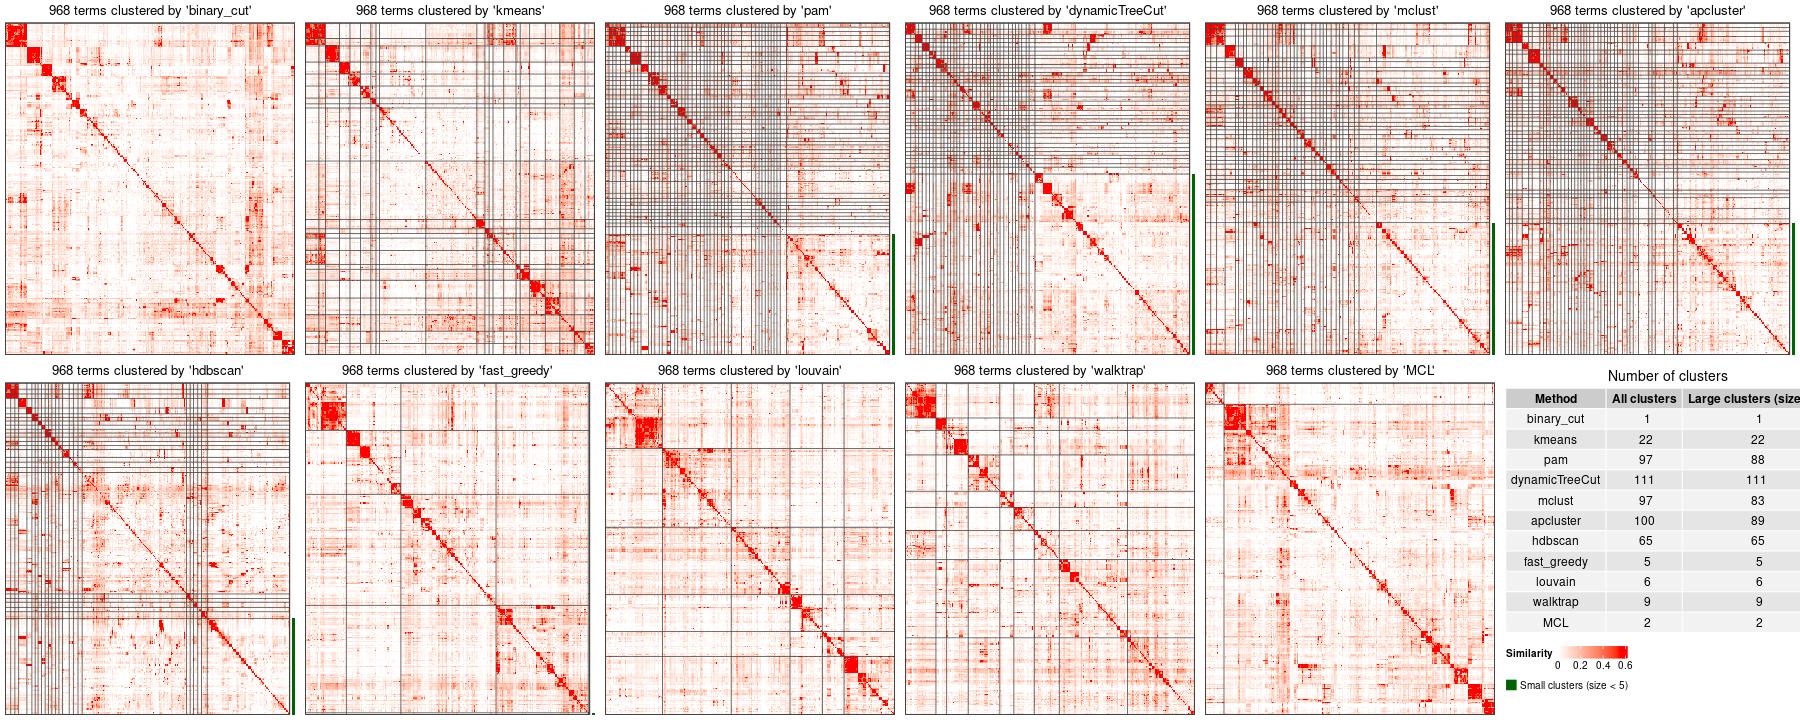 968 terms clustered by 'binary_cut'
968 terms clustered by 'kmeans'
968 terms clustered by 'pam'
968 terms clustered by 'dynamicTreeCut'
968 terms clustered by 'mclust'
968 terms clustered by 'apcluster'
968 terms clustered by 'hdbscan'
968 terms clustered by 'fast_greedy'
968 terms clustered by 'louvain'
968 terms clustered by 'walktrap'
968 terms clustered by 'MCL'
Number of clusters
Method All clusters Large clusters (size
binary_cut 1 1
kmeans 22 22
pam 97 88
dynamicTreeCut 111 111
mclust 97 83
apcluster 100 89
hdbscan 65 65
fast_greedy 5 5
louvain 6 6
walktrap 9 9
MCL 2 2
Similarity
0 0.2 0.4 0.6
Small clusters (size < 5)